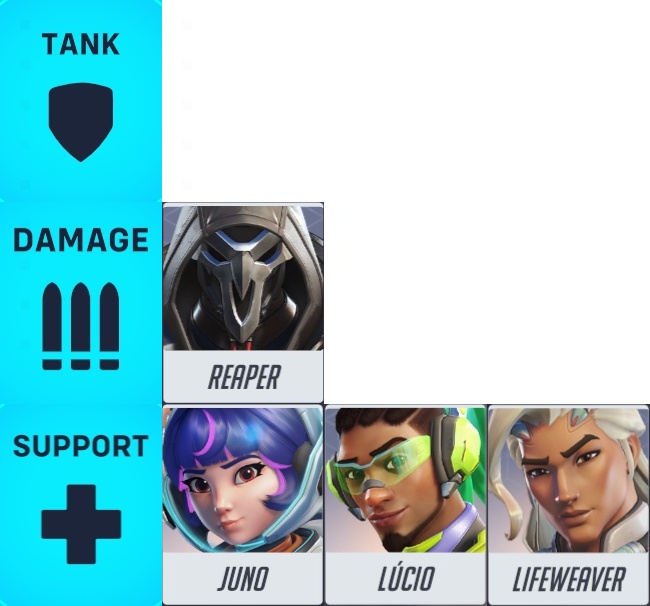 TANK
DAMAGE
REAPER
SUPPORT
JUNO
LÚCIO
LIFEWEAVER